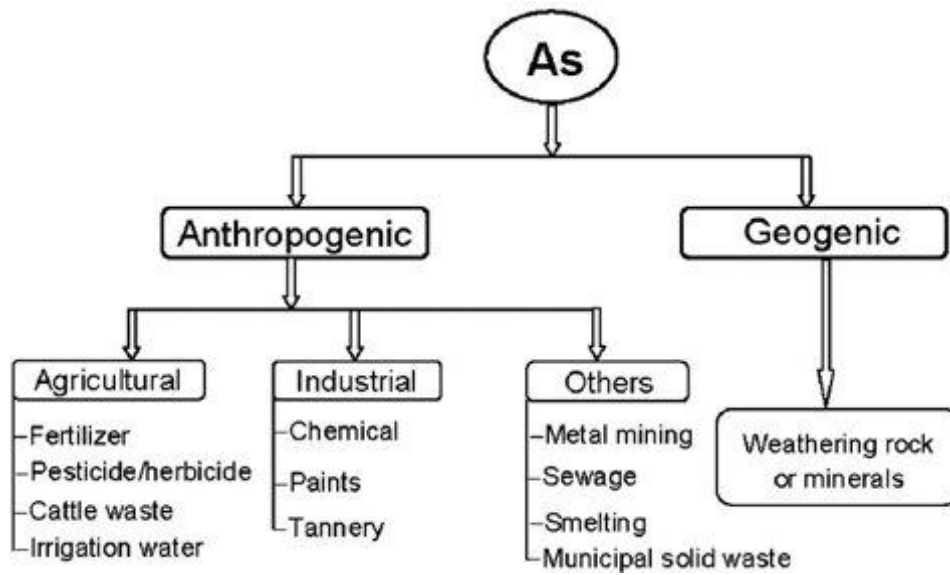 As
Anthropogenic
Geogenic
Agricultural
Fertilizer
Pesticide/herbicide
Cattle waste
Irrigation water
Industrial
Chemical
Paints
Tannery
Others
Metal mining
Sewage
Smelting
Municipal solid waste
Weathering rock
or minerals